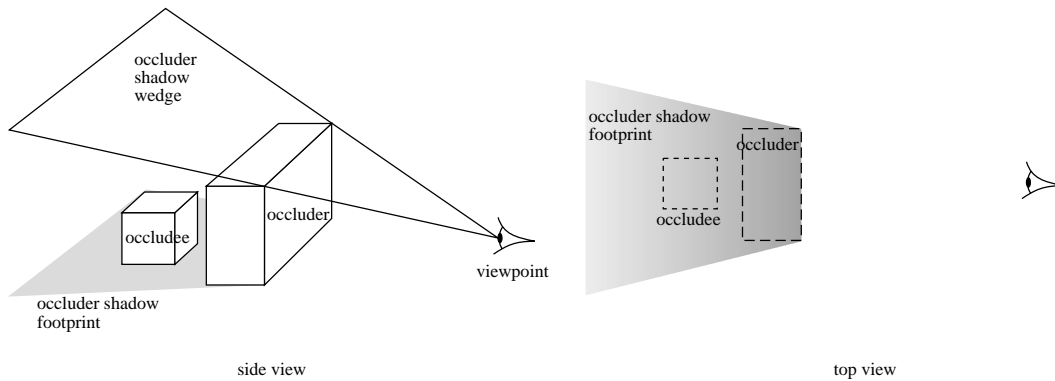 occluder
shadow
wedge
occluder
occludee
viewpoint
occluder shadow
footprint
side view
occluder shadow
footprint
occluder
occludee
top view